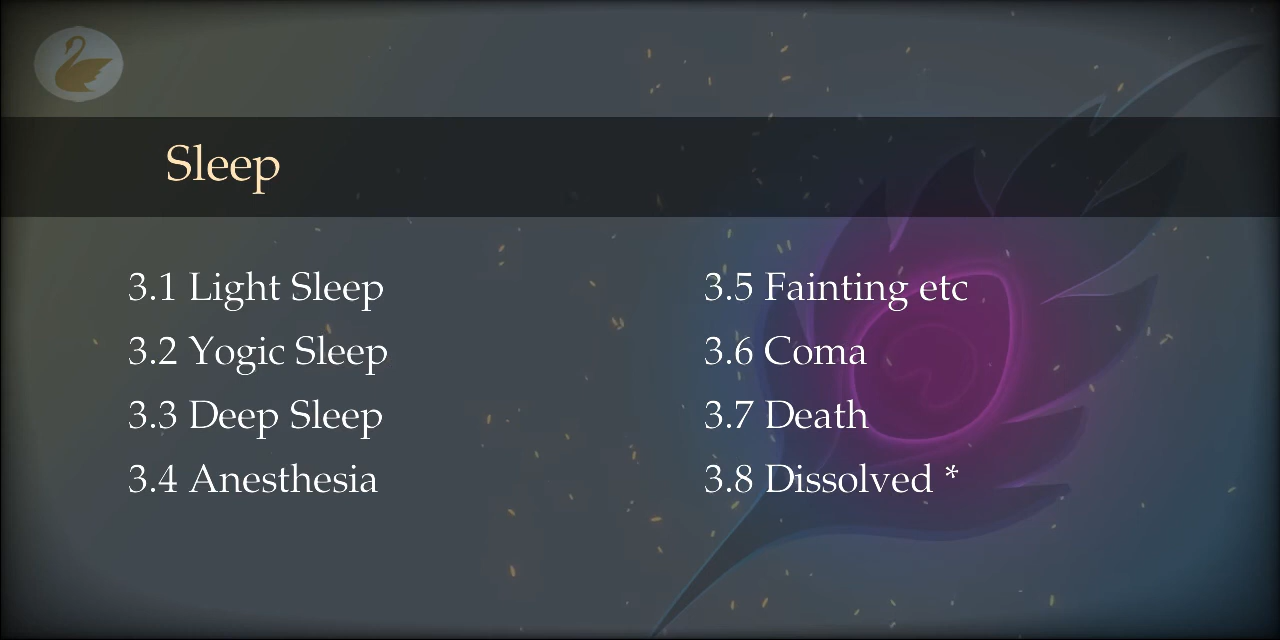 Sleep
3.1 Light Sleep
3.2 Yogic Sleep
3.3 Deep Sleep
3.4 Anesthesia
3.5 Fainting etc
3.6 Coma
3.7 Death
3.8 Dissolved *